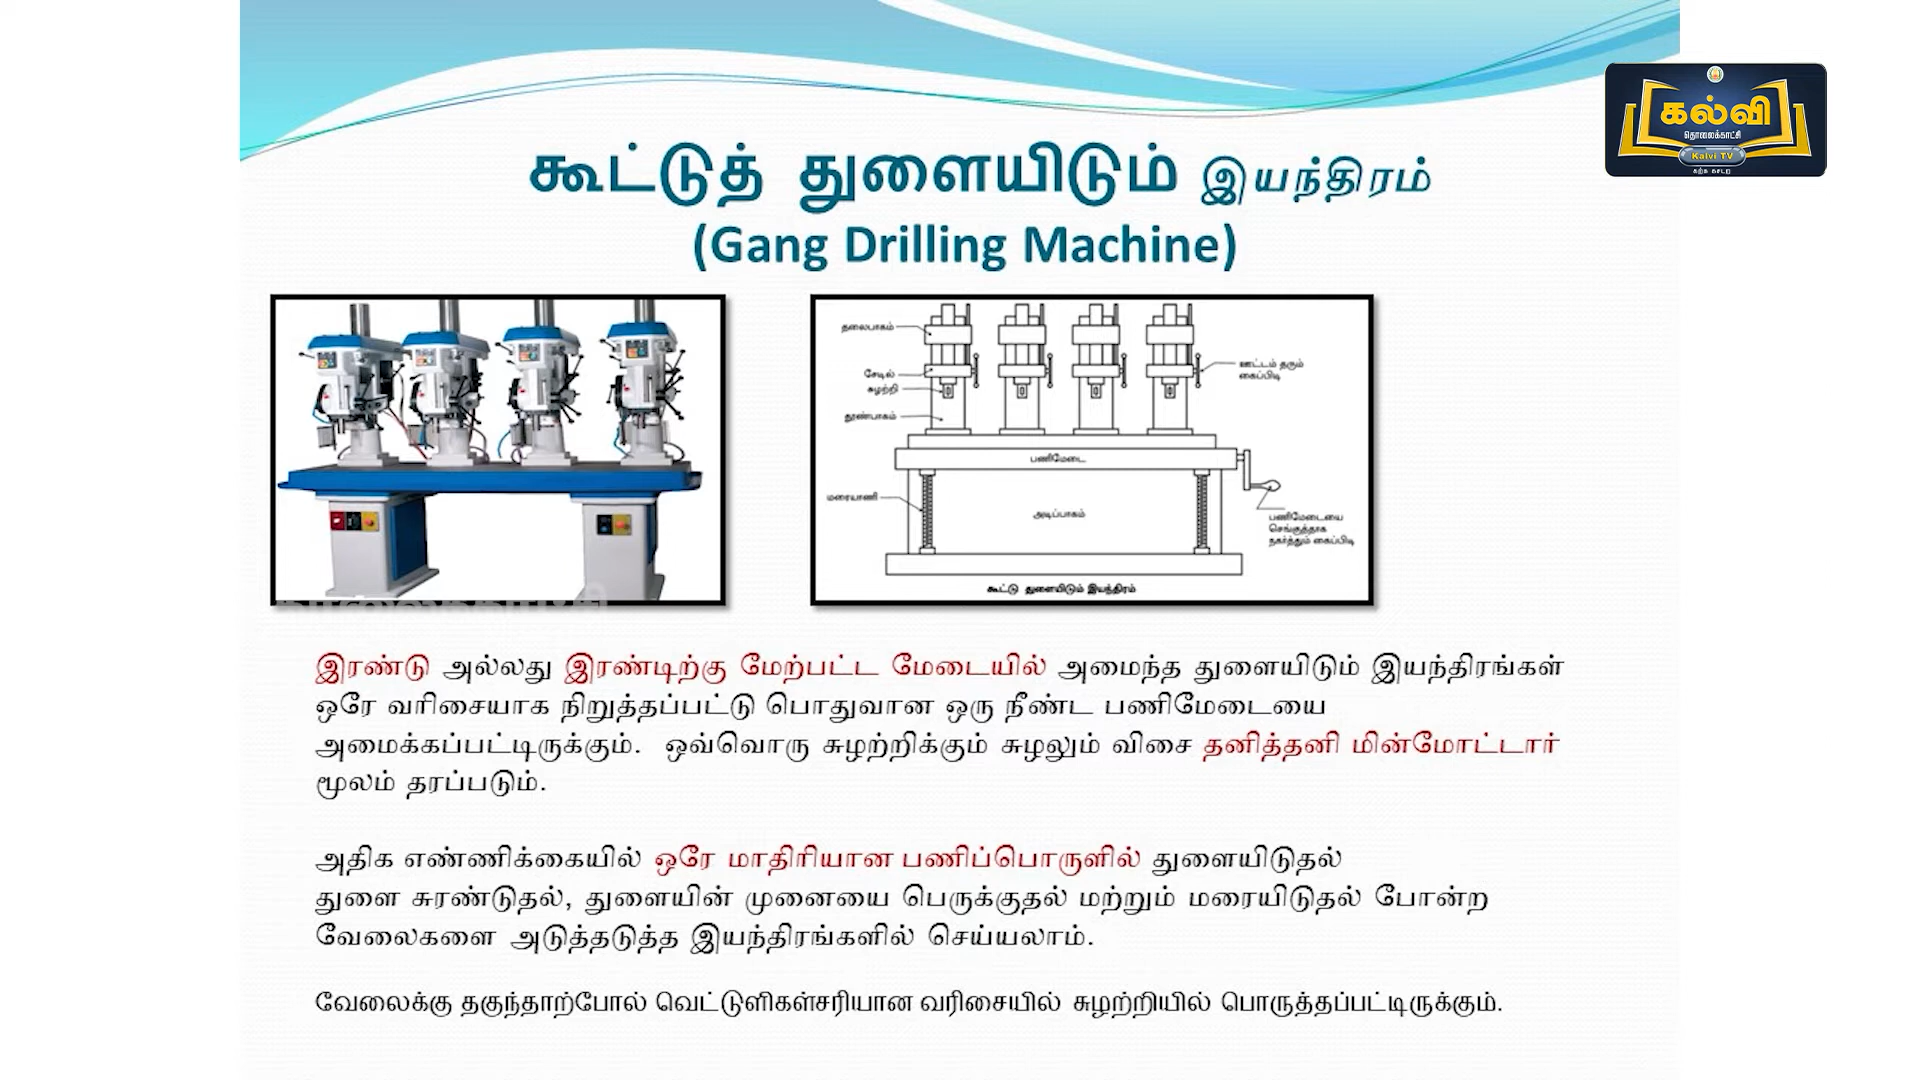 கல்வி
தொலைக்காட்சி
Kalvi TV
கற்க கசடற
கூட்டுத் துளையிடும் இயந்திரம்
(Gang Drilling Machine)
தலைபாகம்
சேடில்
சுழற்றி
தூண்பாகம்
ஊட்டம் தரும்
கைப்பிடி
பணிமேடை
மரையாணி
அடிப்பாகம்
பணிமேடையை
செங்குத்தாக
நகர்த்தும் கைப்பிடி
கூட்டு துளையிடும் இயந்திரம்
இரண்டு அல்லது இரண்டிற்கு மேற்பட்ட மேடையில் அமைந்த துளையிடும் இயந்திரங்கள்
ஒரே வரிசையாக நிறுத்தப்பட்டு பொதுவான ஒரு நீண்ட பணிமேடையை
அமைக்கப்பட்டிருக்கும். ஒவ்வொரு சுழற்றிக்கும் சுழலும் விசை தனித்தனி மின்மோட்டார்
மூலம் தரப்படும்.
அதிக எண்ணிக்கையில் ஒரே மாதிரியான பணிப்பொருளில் துளையிடுதல்
துளை சுரண்டுதல், துளையின் முனையை பெருக்குதல் மற்றும் மரையிடுதல் போன்ற
வேலைகளை அடுத்தடுத்த இயந்திரங்களில் செய்யலாம்.
வேலைக்கு தகுந்தாற்போல் வெட்டுளிகள்சரியான வரிசையில் சுழற்றியில் பொருத்தப்பட்டிருக்கும்.